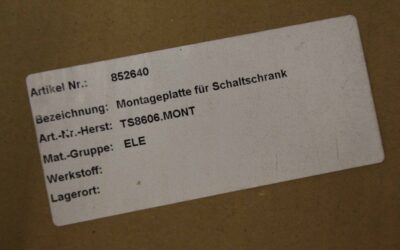 Artikel Nr.: 852640
Bezeichnung: Montageplatte für Schaltschrank
Art.-Nr.-Herst: TS8606.MONT
Mat.-Gruppe: ELE
Werkstoff:
Lagerort: